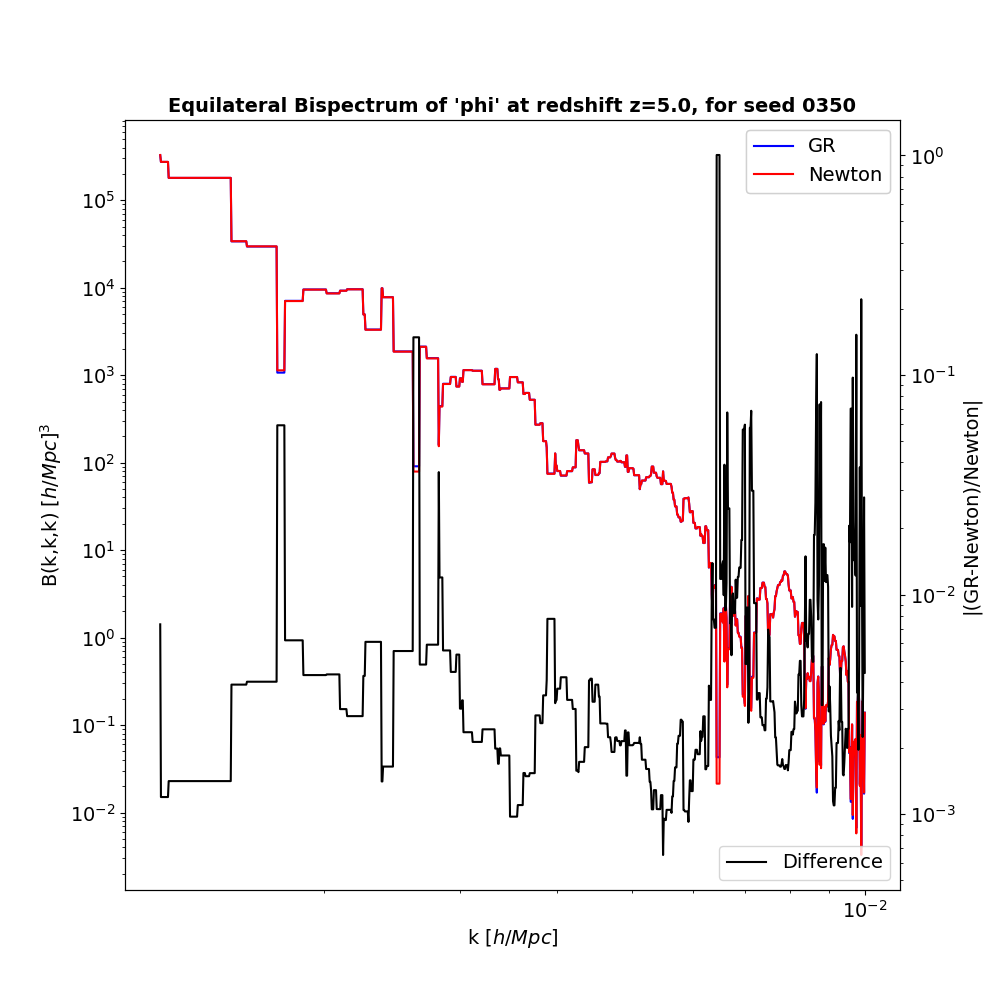 Equilateral Bispectrum of 'phi' at redshift z=5.0, for seed 0350
GR
Newton
Difference
B(k,k,k) [h/Mpc]^3
10^5
10^4
10^3
10^2
10^1
10^0
10^-1
10^-2
10^0
10^-1
10^-2
10^-3
|(GR-Newton)/Newton|
10^-2
k [h/Mpc]